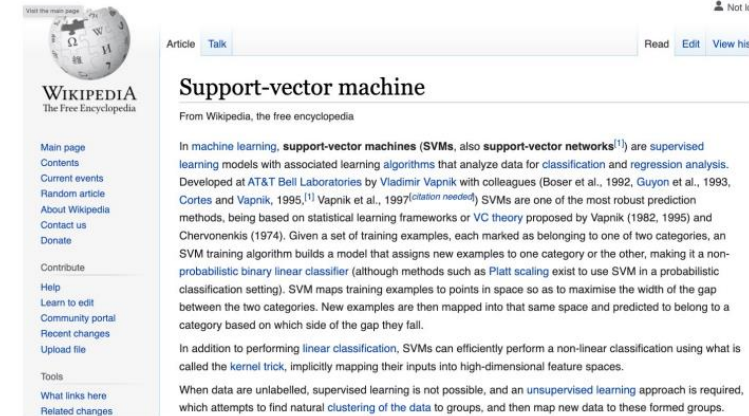 Visit the main page
WIKIPEDIA
The Free Encyclopedia
Main page
Contents
Current events
Random article
About Wikipedia
Contact us
Donate
Contribute
Help
Learn to edit
Community portal
Recent changes
Upload file
Tools
What links here
Related changes
Not lo
Article Talk
Read Edit View his
Support-vector machine
From Wikipedia, the free encyclopedia
In machine learning, support-vector machines (SVMs, also support-vector networks[1]) are supervised
learning models with associated learning algorithms that analyze data for classification and regression analysis.
Developed at AT&T Bell Laboratories by Vladimir Vapnik with colleagues (Boser et al., 1992, Guyon et al., 1993,
Cortes and Vapnik, 1995,[1] Vapnik et al., 1997[citation needed]) SVMs are one of the most robust prediction
methods, being based on statistical learning frameworks or VC theory proposed by Vapnik (1982, 1995) and
Chervonenkis (1974). Given a set of training examples, each marked as belonging to one of two categories, an
SVM training algorithm builds a model that assigns new examples to one category or the other, making it a non-
probabilistic binary linear classifier (although methods such as Platt scaling exist to use SVM in a probabilistic
classification setting). SVM maps training examples to points in space so as to maximise the width of the gap
between the two categories. New examples are then mapped into that same space and predicted to belong to a
category based on which side of the gap they fall.
In addition to performing linear classification, SVMs can efficiently perform a non-linear classification using what is
called the kernel trick, implicitly mapping their inputs into high-dimensional feature spaces.
When data are unlabelled, supervised learning is not possible, and an unsupervised learning approach is required,
which attempts to find natural clustering of the data to groups, and then map new data to these formed groups.